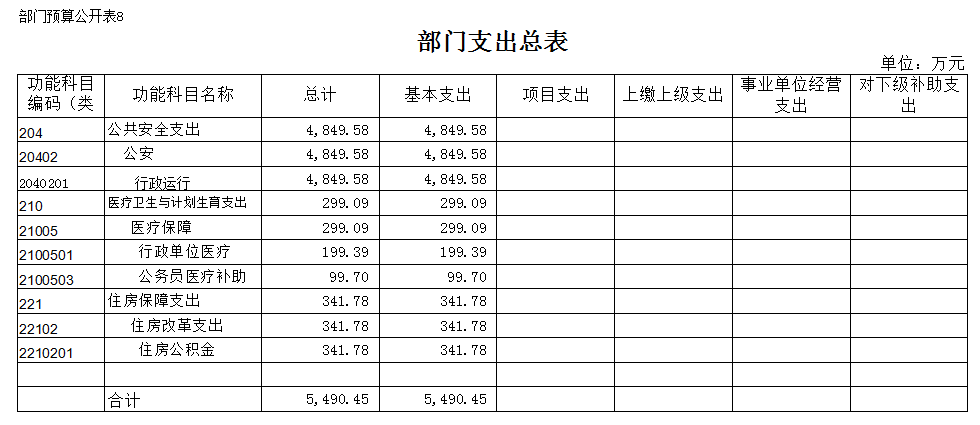 部门预算公开表8
部门支出总表
单位：万元
功能科目编码（类 功能科目名称 总计 基本支出 项目支出 上缴上级支出 事业单位经营支出 对下级补助支出
204 公共安全支出 4,849.58 4,849.58
20402 公安 4,849.58 4,849.58
2040201 行政运行 4,849.58 4,849.58
210 医疗卫生与计划生育支出 299.09 299.09
21005 医疗保障 299.09 299.09
2100501 行政单位医疗 199.39 199.39
2100503 公务员医疗补助 99.70 99.70
221 住房保障支出 341.78 341.78
22102 住房改革支出 341.78 341.78
2210201 住房公积金 341.78 341.78
合计 5,490.45 5,490.45